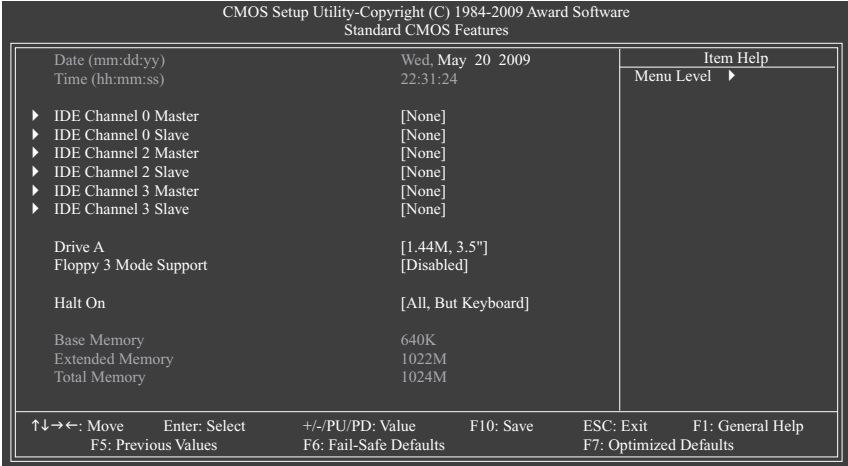 CMOS Setup Utility-Copyright (C) 1984-2009 Award Software
Standard CMOS Features
Date (mm:dd:yy) Wed, May 20 2009
Time (hh:mm:ss) 22:31:24
IDE Channel 0 Master [None]
IDE Channel 0 Slave [None]
IDE Channel 2 Master [None]
IDE Channel 2 Slave [None]
IDE Channel 3 Master [None]
IDE Channel 3 Slave [None]
Drive A [1.44M, 3.5"]
Floppy 3 Mode Support [Disabled]
Halt On [All, But Keyboard]
Base Memory 640K
Extended Memory 1022M
Total Memory 1024M
Item Help
Menu Level ▶
↑↓→←: Move Enter: Select +/-/PU/PD: Value F10: Save ESC: Exit F1: General Help
F5: Previous Values F6: Fail-Safe Defaults F7: Optimized Defaults